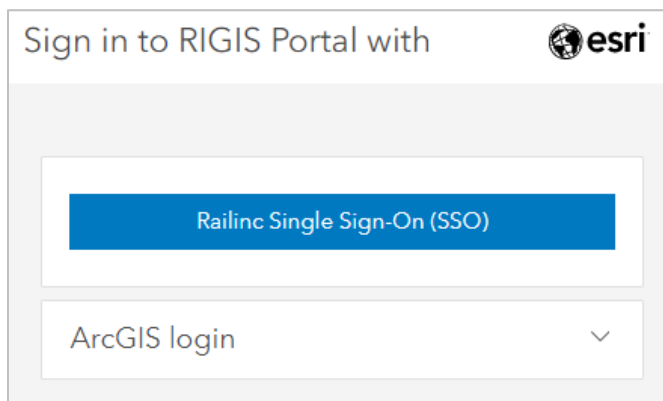 Sign in to RIGIS Portal with esri
Railinc Single Sign-On (SSO)
ArcGIS login